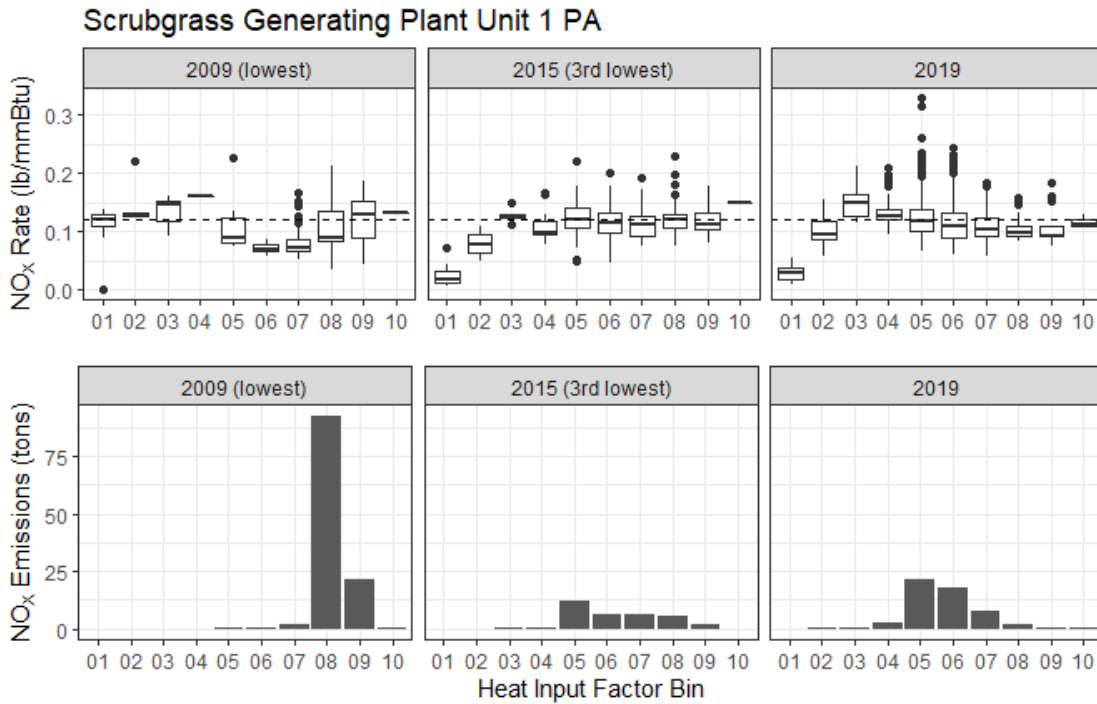 Scrubgrass Generating Plant Unit 1 PA
2009 (lowest) 2015 (3rd lowest) 2019
NOX Rate (lb/mmBtu)
0.3
0.2
0.1
0.0
01 02 03 04 05 06 07 08 09 10 01 02 03 04 05 06 07 08 09 10 01 02 03 04 05 06 07 08 09 10
2009 (lowest) 2015 (3rd lowest) 2019
NOX Emissions (tons)
75
50
25
0
01 02 03 04 05 06 07 08 09 10 01 02 03 04 05 06 07 08 09 10 01 02 03 04 05 06 07 08 09 10
Heat Input Factor Bin